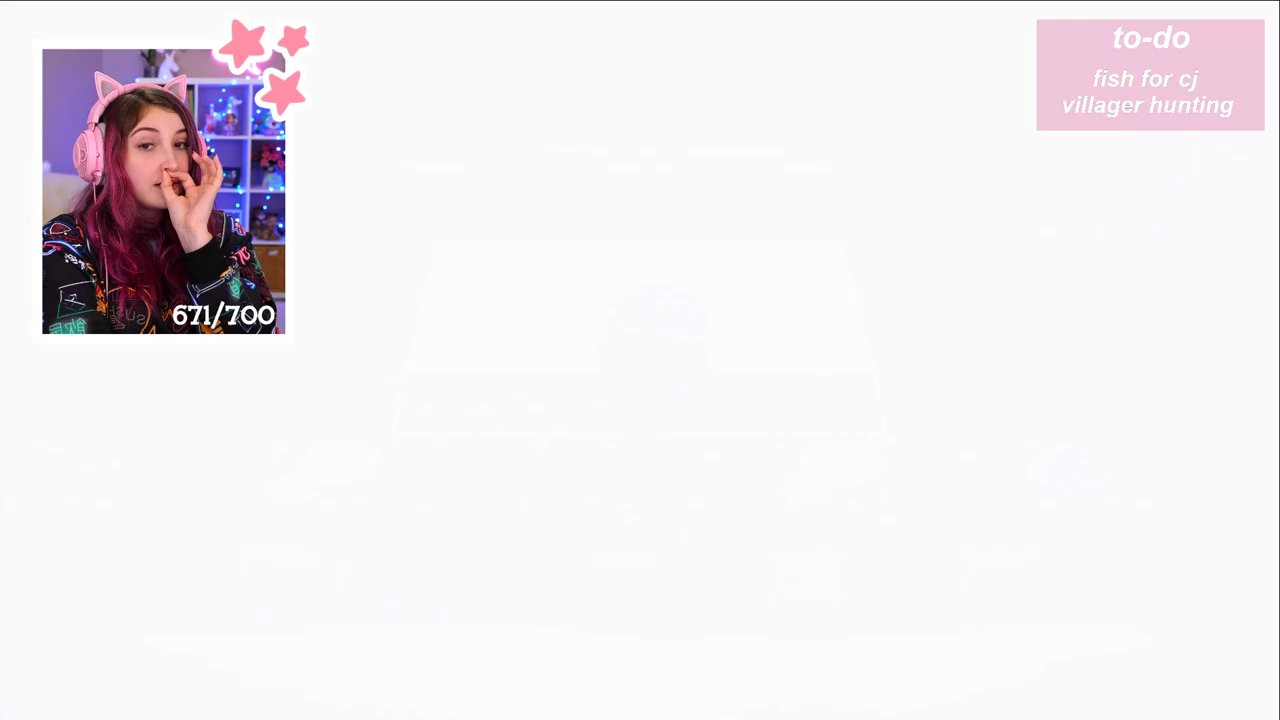 to-do
fish for cj
villager hunting
671/700